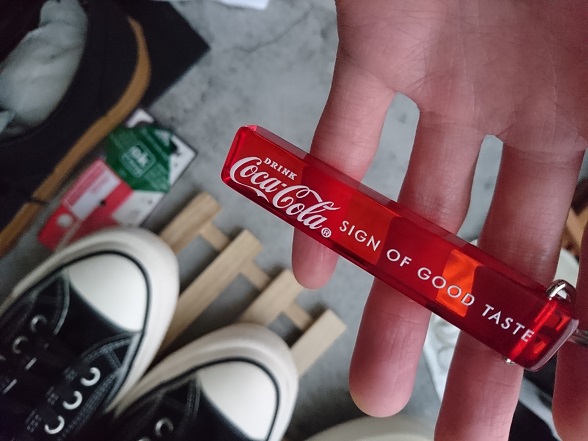 DRINK
Coca-Cola®
SIGN OF GOOD TASTE